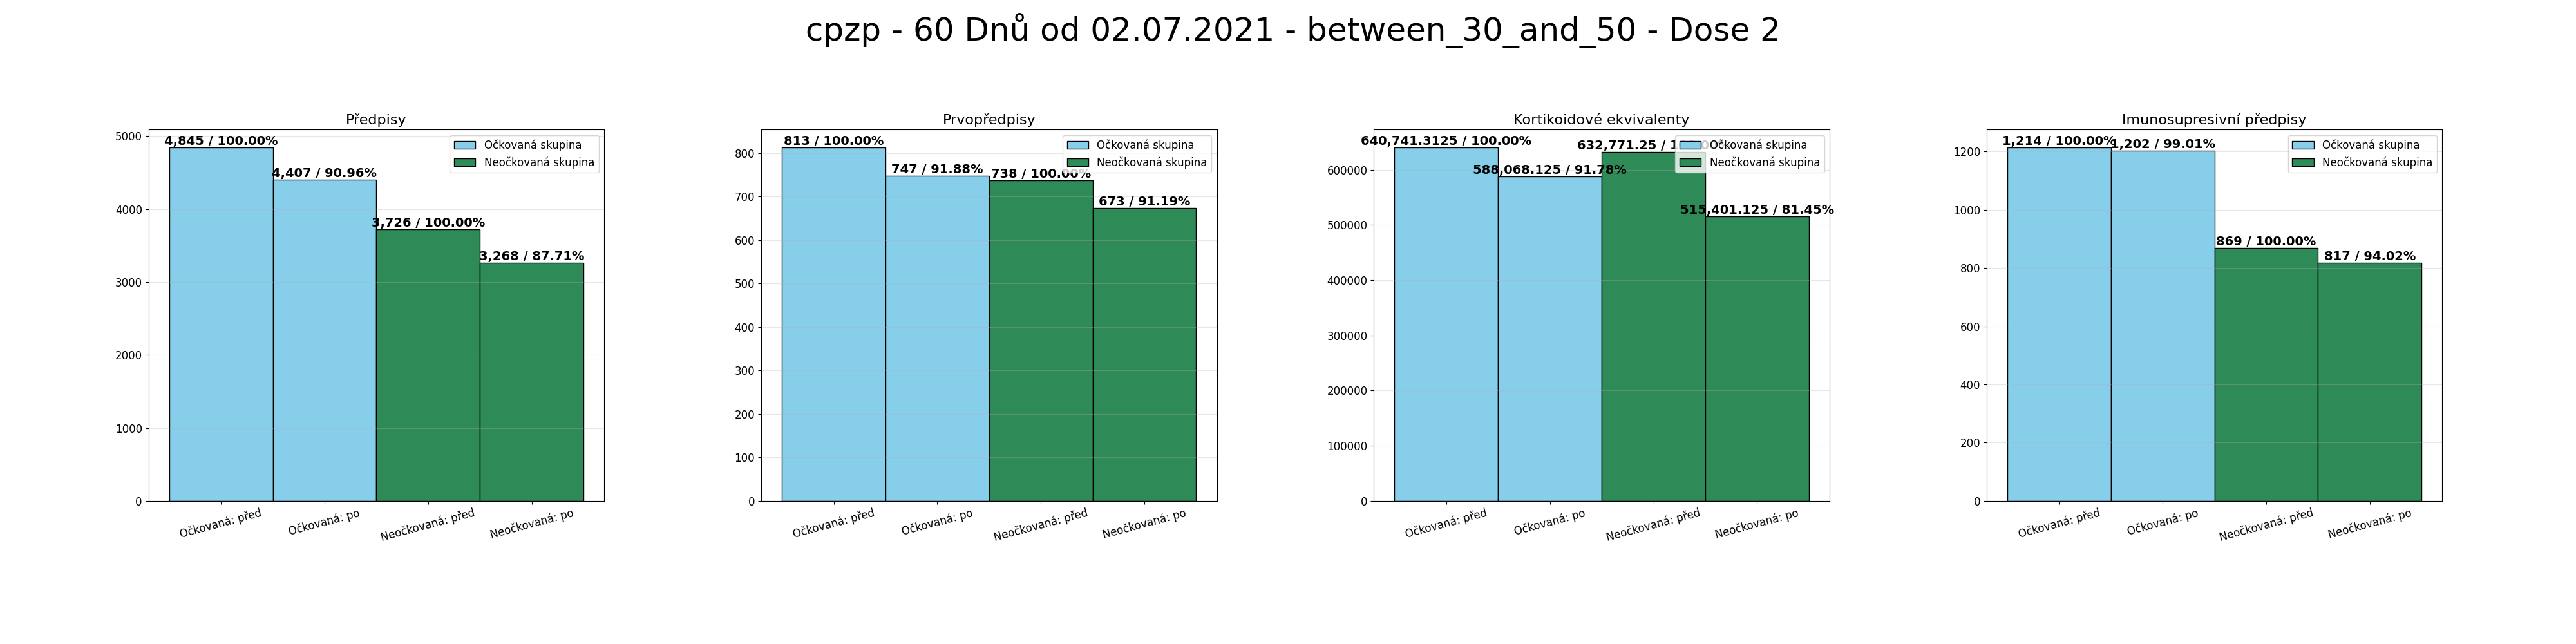 cpzp - 60 Dnů od 02.07.2021 - between_30_and_50 - Dose 2
Předpisy
5000
4000
3000
2000
1000
0
4,845 / 100.00%
4,407 / 90.96%
3,726 / 100.00%
3,268 / 87.71%
Očkovaná skupina
Neočkovaná skupina
Očkovaná: před
Očkovaná: po
Neočkovaná: před
Neočkovaná: po
Prvopředpisy
800
700
600
500
400
300
200
100
0
813 / 100.00%
747 / 91.88%
738 / 100.00%
673 / 91.19%
Očkovaná skupina
Neočkovaná skupina
Očkovaná: před
Očkovaná: po
Neočkovaná: před
Neočkovaná: po
Kortikoidové ekvivalenty
600000
500000
400000
300000
200000
100000
0
640,741.3125 / 100.00%
588,068.125 / 91.78%
632,771.25 /
515,401.125 / 81.45%
Očkovaná skupina
Neočkovaná skupina
Očkovaná: před
Očkovaná: po
Neočkovaná: před
Neočkovaná: po
Imunosupresivní předpisy
1200
1000
800
600
400
200
0
1,214 / 100.00%
1,202 / 99.01%
869 / 100.00%
817 / 94.02%
Očkovaná skupina
Neočkovaná skupina
Očkovaná: před
Očkovaná: po
Neočkovaná: před
Neočkovaná: po